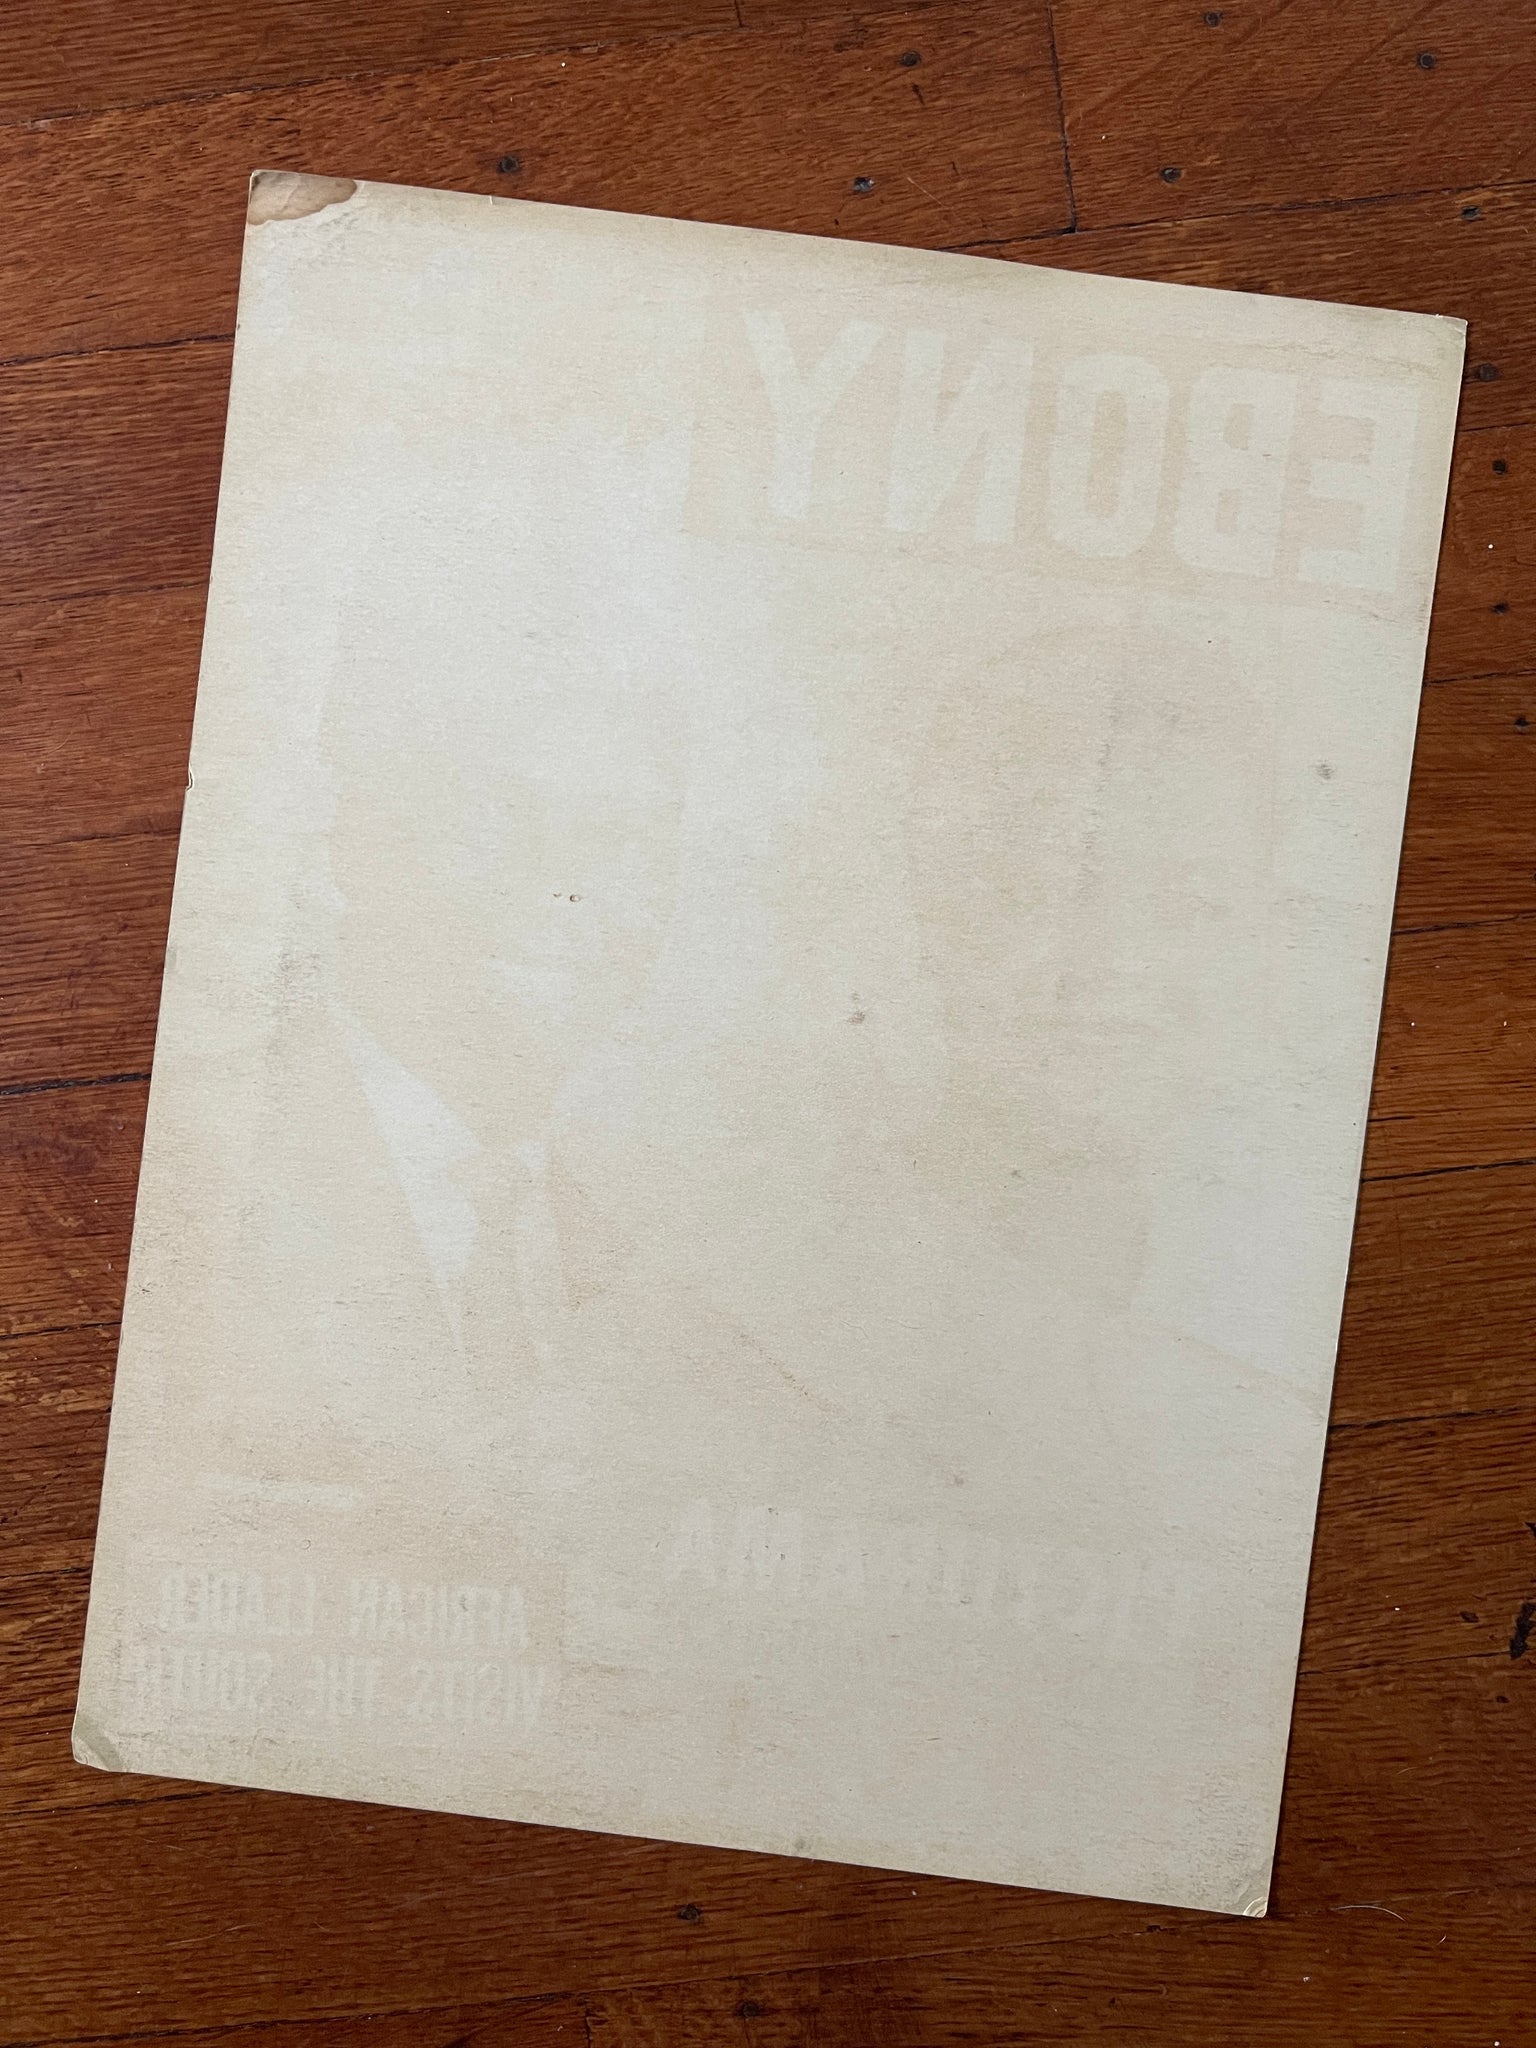 EBONY
AFRICAN LEADER
VISITS THE SOUTH